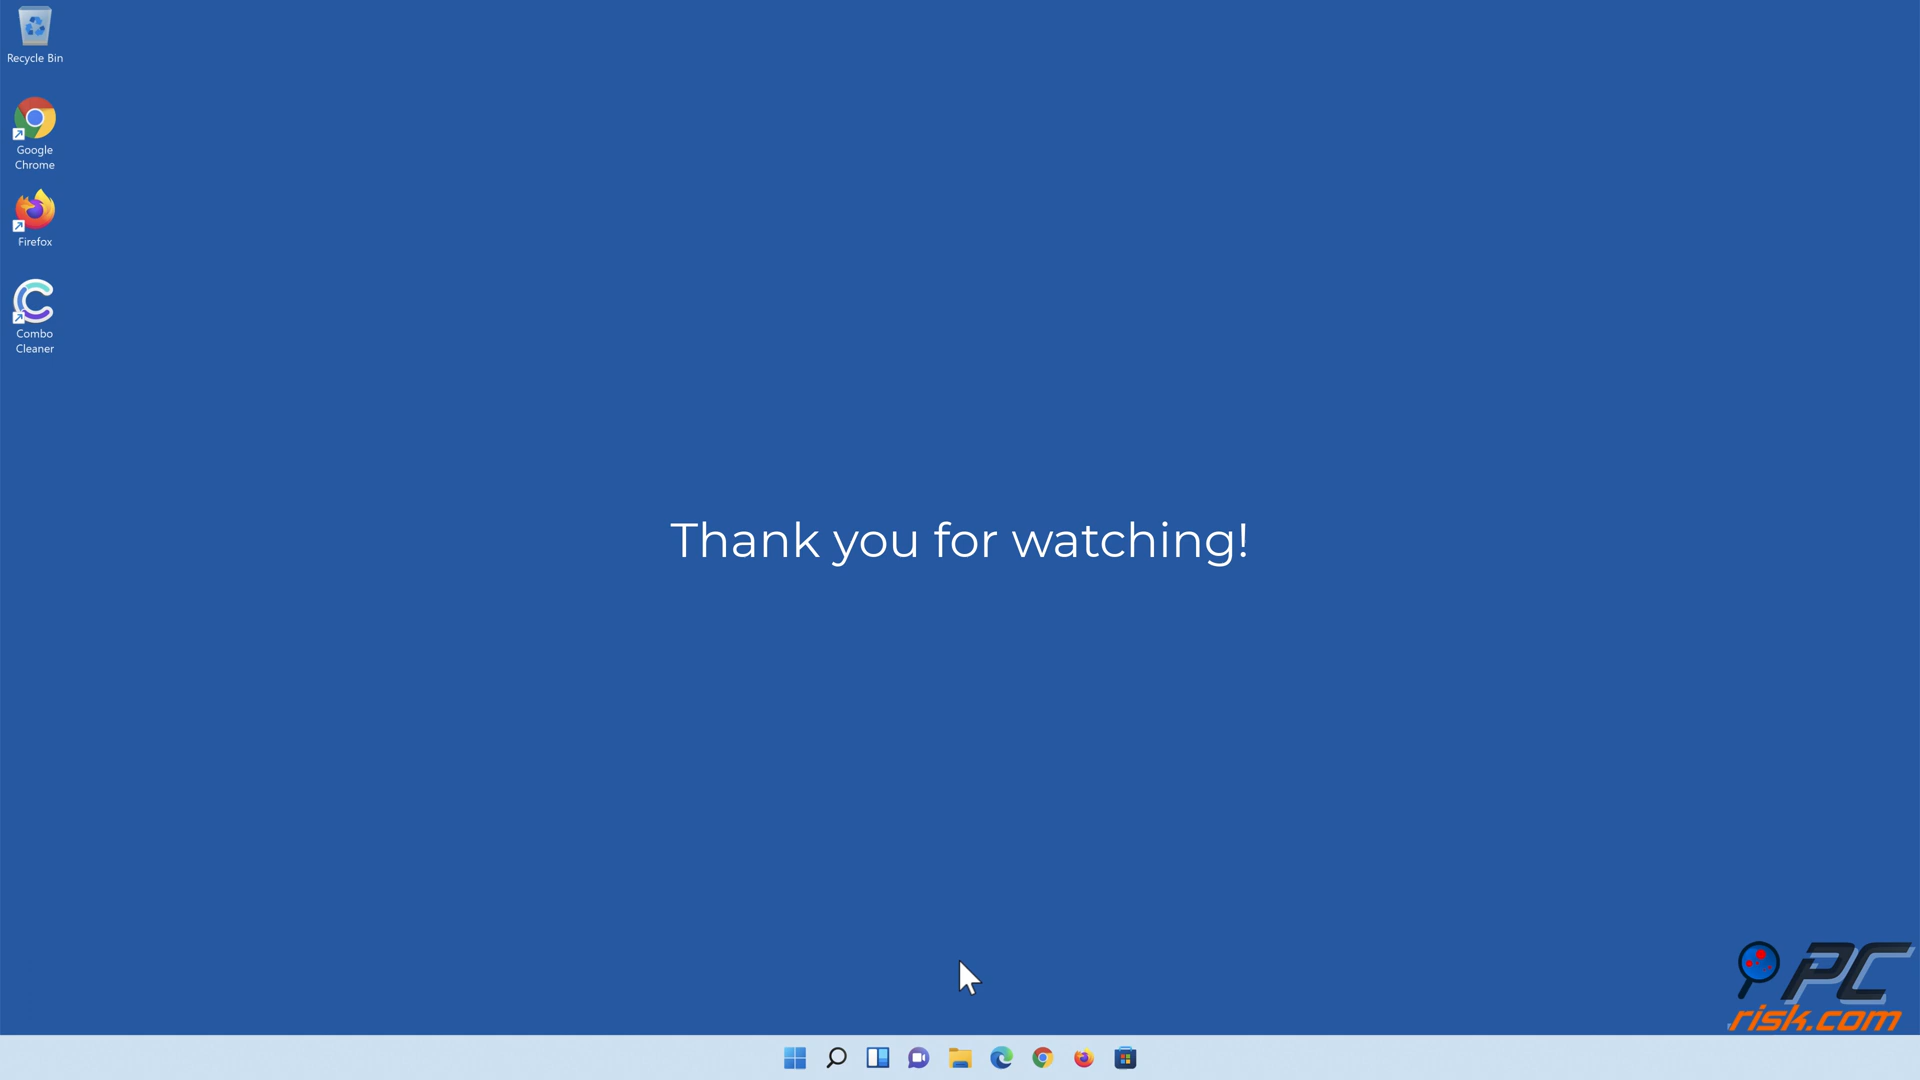 Recycle Bin
Google
Chrome
Firefox
Combo
Cleaner
Thank you for watching!
PC
risk.com